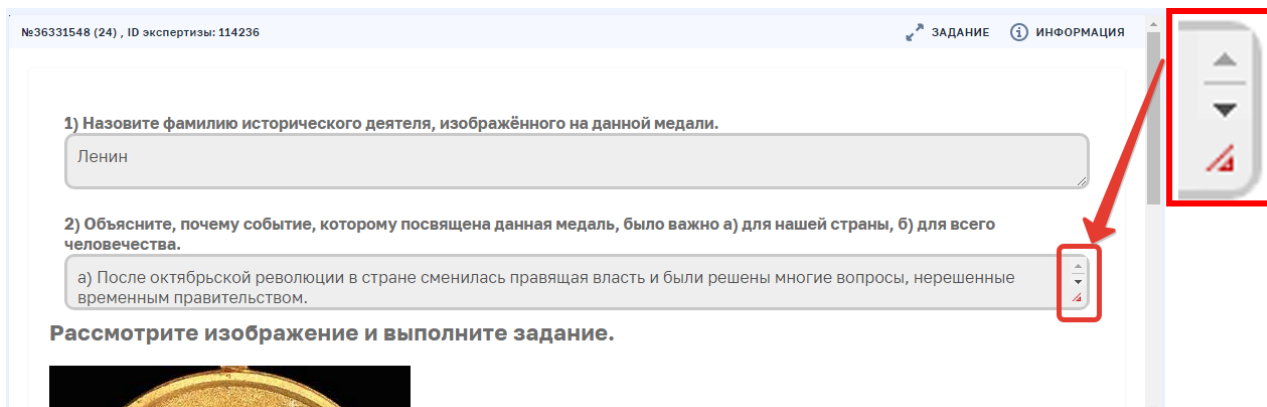 №36331548 (24) , ID экспертизы: 114236
ЗАДАНИЕ
ИНФОРМАЦИЯ
1) Назовите фамилию исторического деятеля, изображённого на данной медали.
Ленин
2) Объясните, почему событие, которому посвящена данная медаль, было важно а) для нашей страны, б) для всего
человечества.
а) После октябрьской революции в стране сменилась правящая власть и были решены многие вопросы, нерешенные
временным правительством.
Рассмотрите изображение и выполните задание.